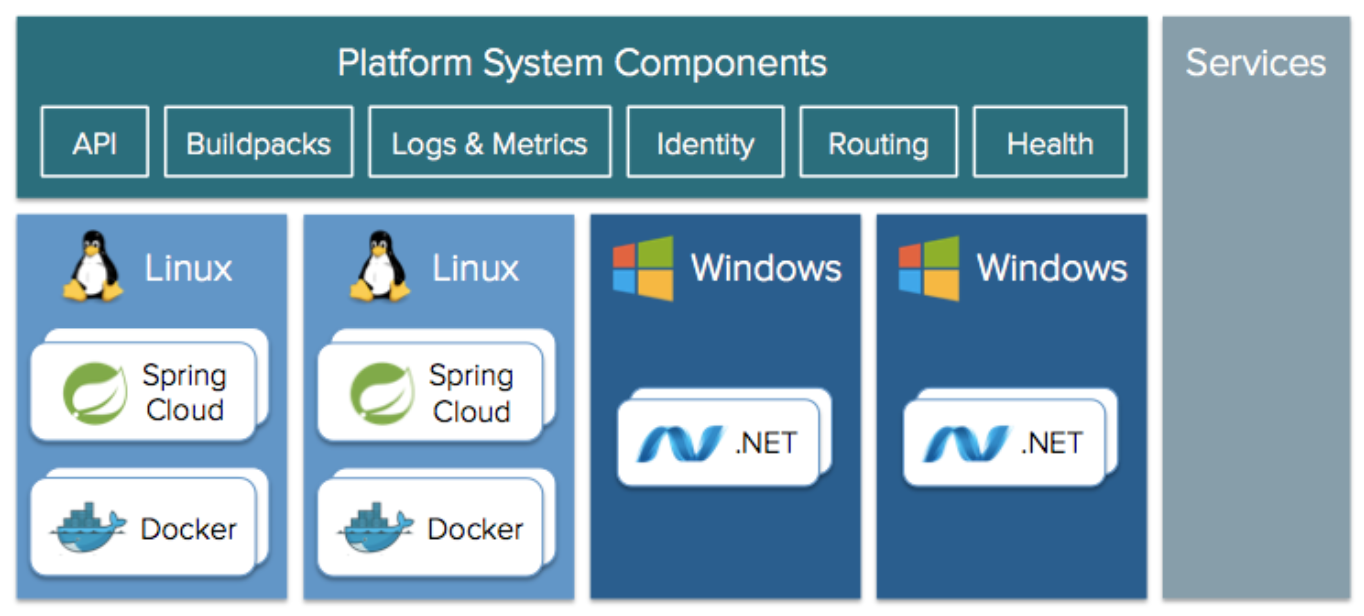 Platform System Components
Services
API
Buildpacks
Logs & Metrics
Identity
Routing
Health
Linux
Linux
Windows
Windows
Spring
Cloud
Spring
Cloud
.NET
.NET
Docker
Docker